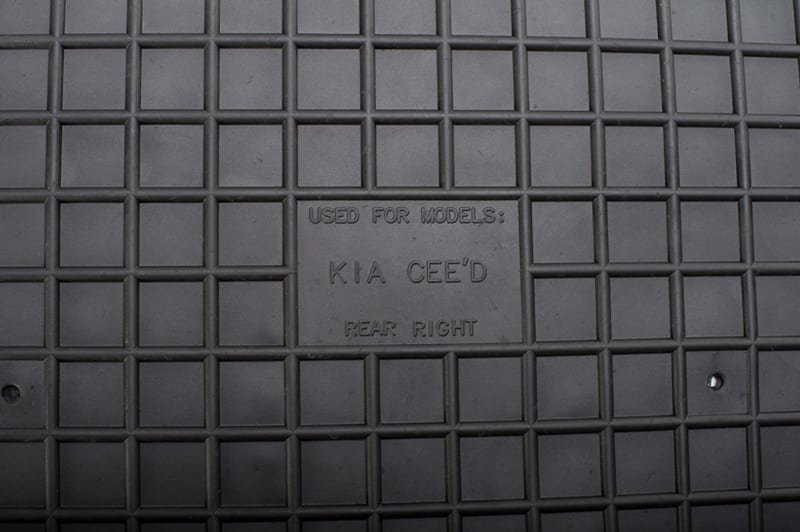 USED FOR MODELS:
KIA CEE'D
REAR RIGHT